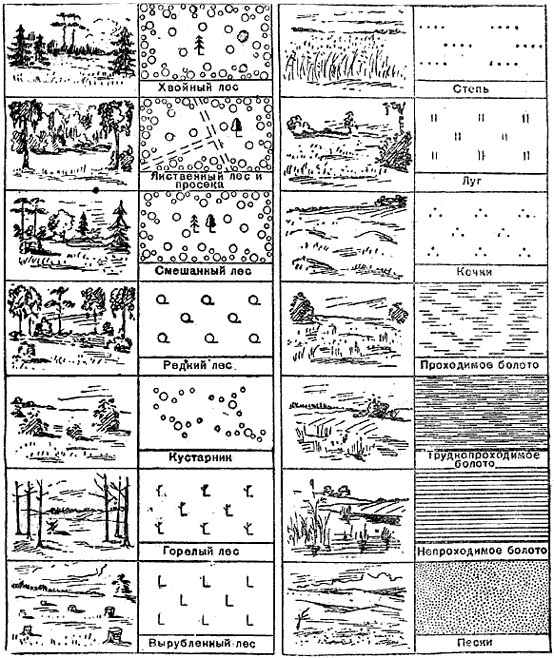 Хвойный лес
Лиственный лес и
просека
Смешанный лес
Редкий лес.
Кустарник
Горелый лес
Вырубленный лес
Степь
Луг
Кочки
Проходимое болото
Труднопроходимое
болото
Непроходимое болото
Пески